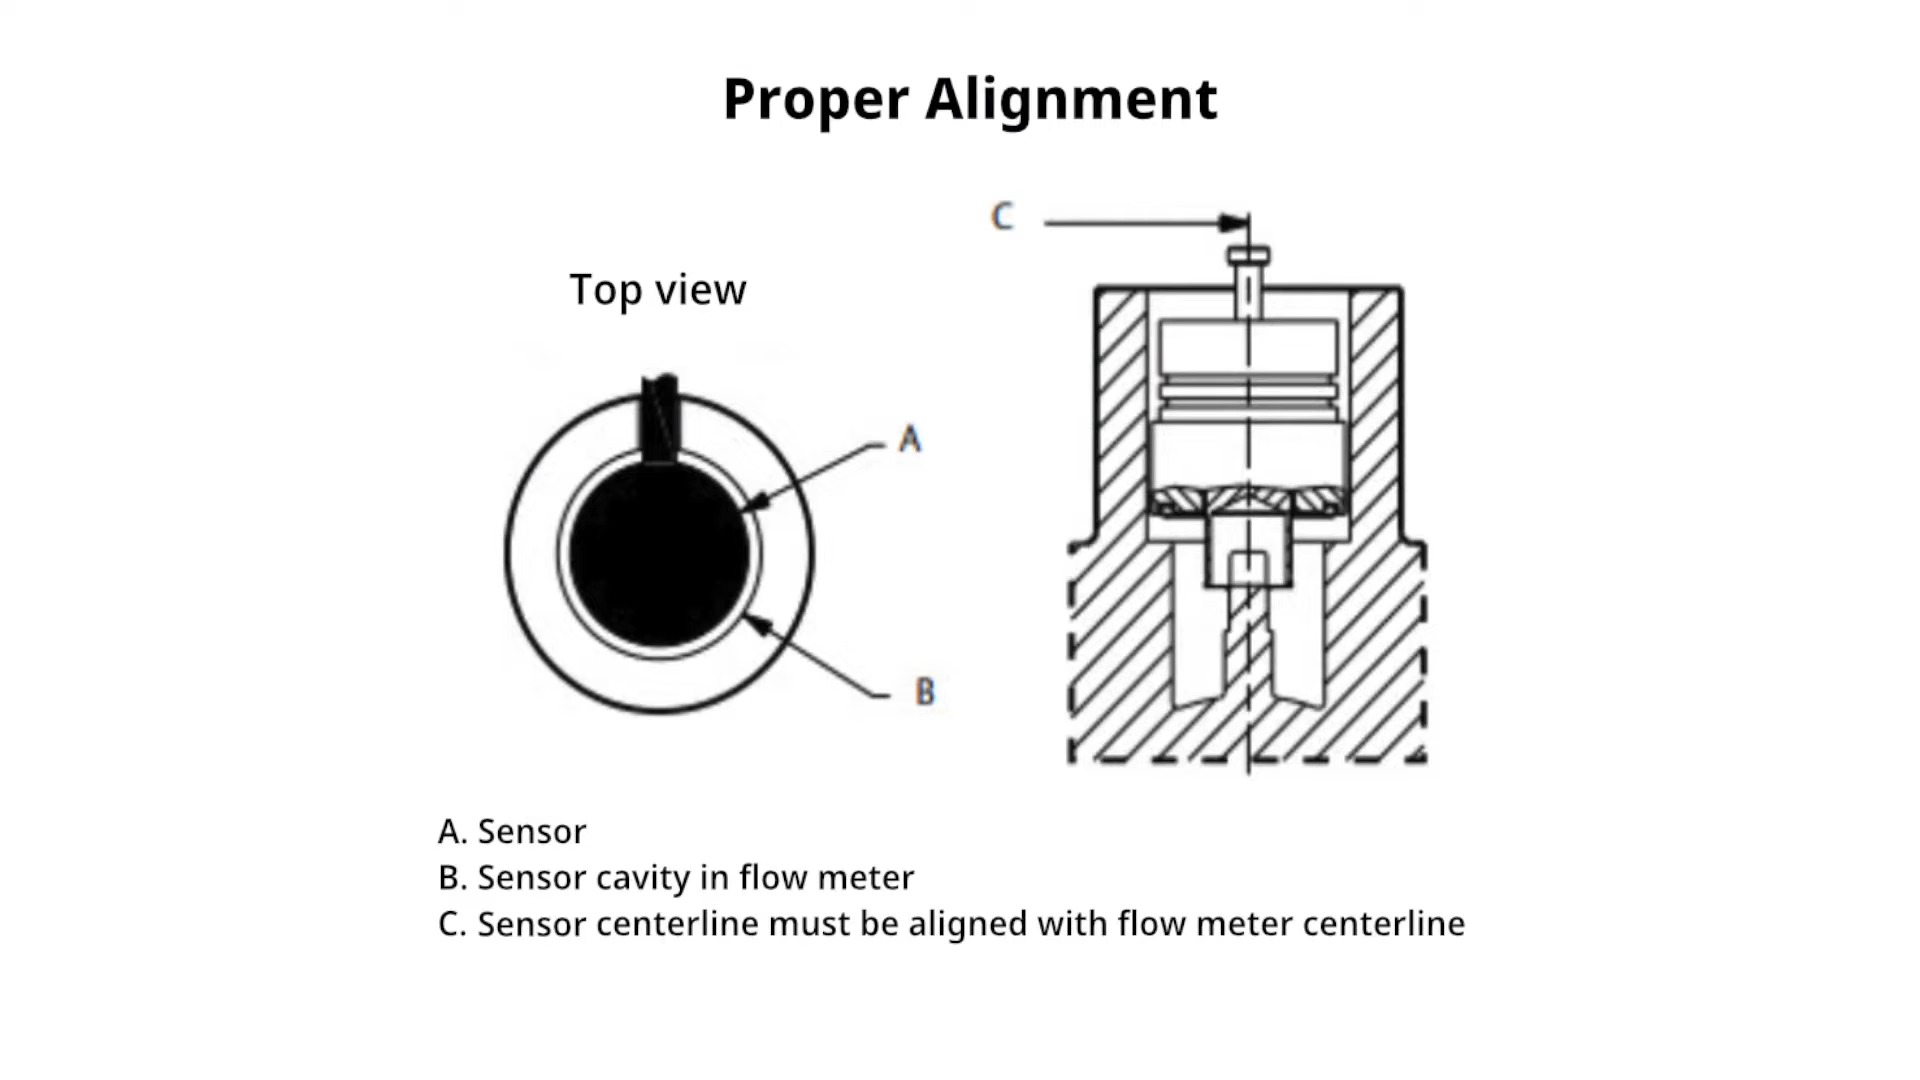 Proper Alignment
C
Top view
A
B
A. Sensor
B. Sensor cavity in flow meter
C. Sensor centerline must be aligned with flow meter centerline